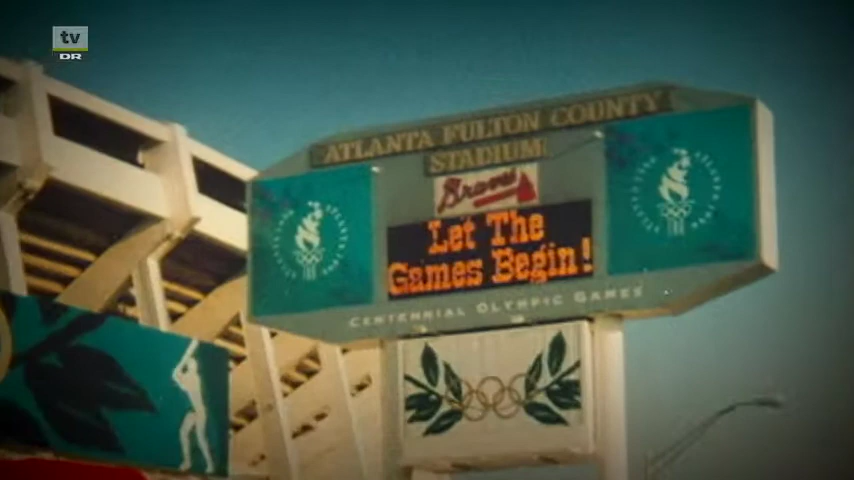 tv
DR
ATLANTA FULTON COUNTY
STADIUM
Braves
Let The
Games Begin!
CENTENNIAL OLYMPIC GAMES